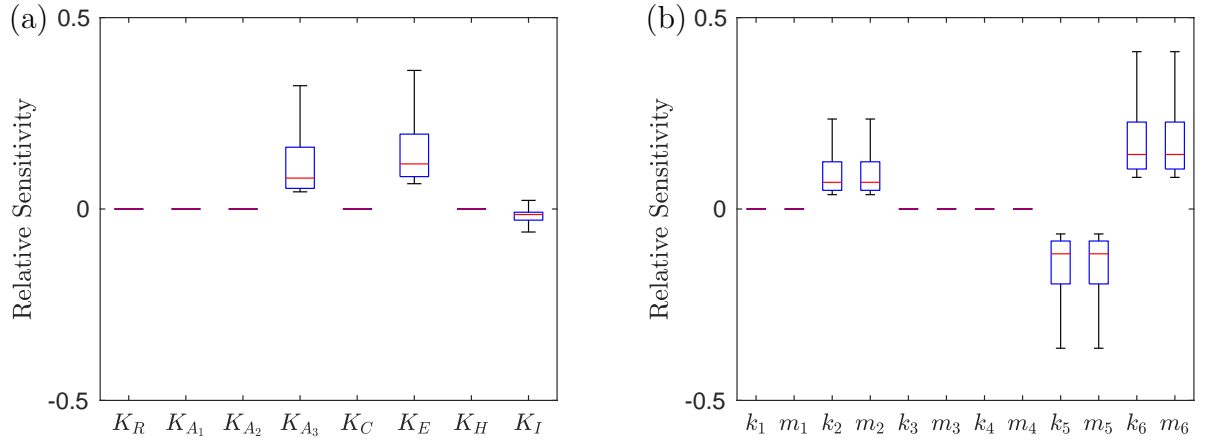 (a)
0.5
0
-0.5
Relative Sensitivity
K_R K_{A_1} K_{A_2} K_{A_3} K_C K_E K_H K_I
(b)
0.5
0
-0.5
Relative Sensitivity
k_1 m_1 k_2 m_2 k_3 m_3 k_4 m_4 k_5 m_5 k_6 m_6